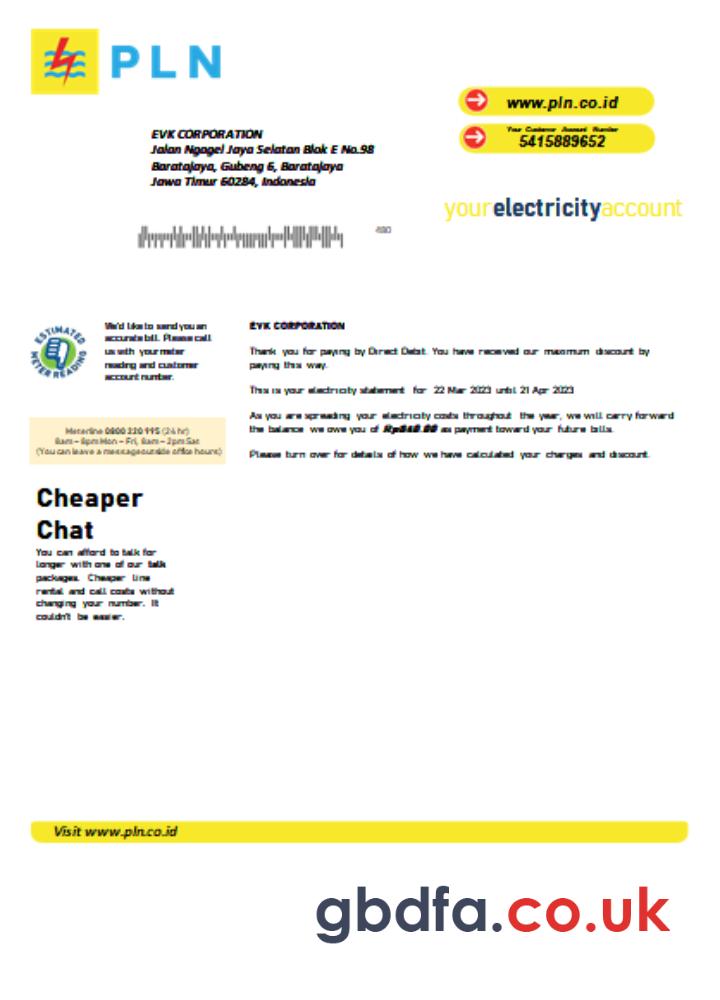 PLN
www.pln.co.id
Your Customer Account Number
5415889652
EVK CORPORATION
Jalan Ngagel Jaya Selatan Blok E No.98
Baratajaya, Gubeng 6, Baratajaya
Jawa Timur 60284, Indonesia
yourelectricityaccount
ESTIMATED METER READING
We'd like to send you an
accurate bill. Please call
us with your meter
reading and customer
account number.
Meterline 0800 220 995 (24 hr)
8am – 8pm Mon – Fri, 8am – 2pm Sat
(You can leave a message outside office hours)
Cheaper
Chat
You can afford to talk for
longer with one of our talk
packages. Cheaper line
rental and call costs without
changing your number. It
couldn't be easier.
EVK CORPORATION
Thank you for paying by Direct Debit. You have received our maximum discount by
paying this way.
This is your electricity statement for 22 Mar 2023 until 21 Apr 2023
As you are spreading your electricity costs throughout the year, we will carry forward
the balance we owe you of as payment toward your future bills.
Please turn over for details of how we have calculated your charges and discount.
Visit www.pln.co.id
gbdfa.co.uk